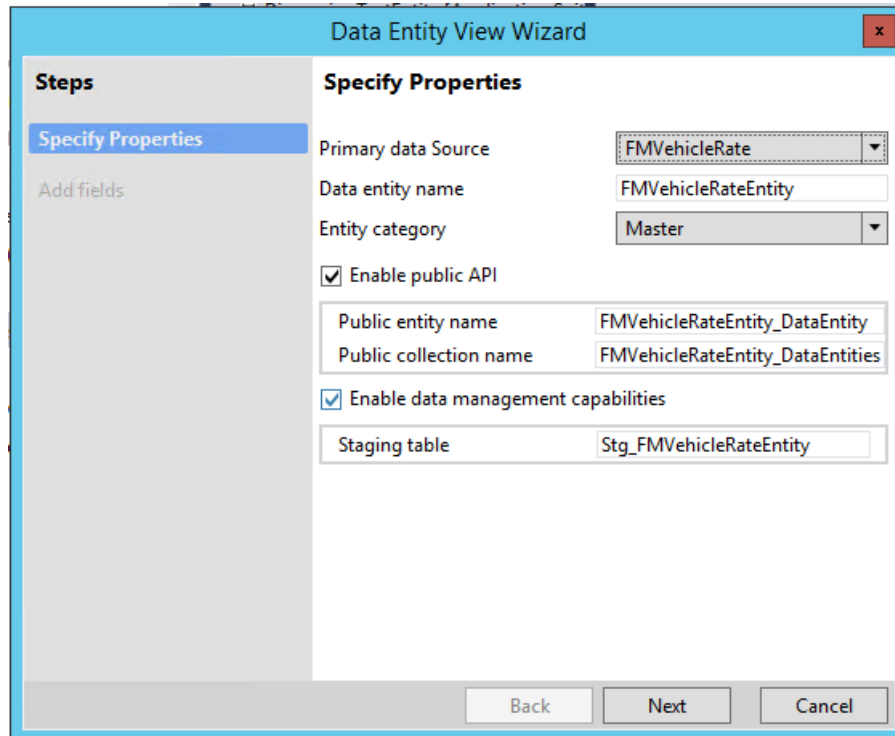 Data Entity View Wizard
x
Steps
Specify Properties
Add fields
Specify Properties
Primary data Source FMVehicleRate
Data entity name FMVehicleRateEntity
Entity category Master
Enable public API
Public entity name FMVehicleRateEntity_DataEntity
Public collection name FMVehicleRateEntity_DataEntities
Enable data management capabilities
Staging table Stg_FMVehicleRateEntity
Back Next Cancel